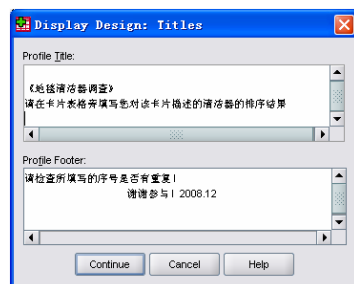 Display Design: Titles
Profile Title:
《地毯清洁器调查》
请在卡片表格旁填写您对该卡片描述的清洁器的排序结果
Profile Footer:
请检查所填写的序号是否有重复!
谢谢参与! 2008.12
Continue
Cancel
Help